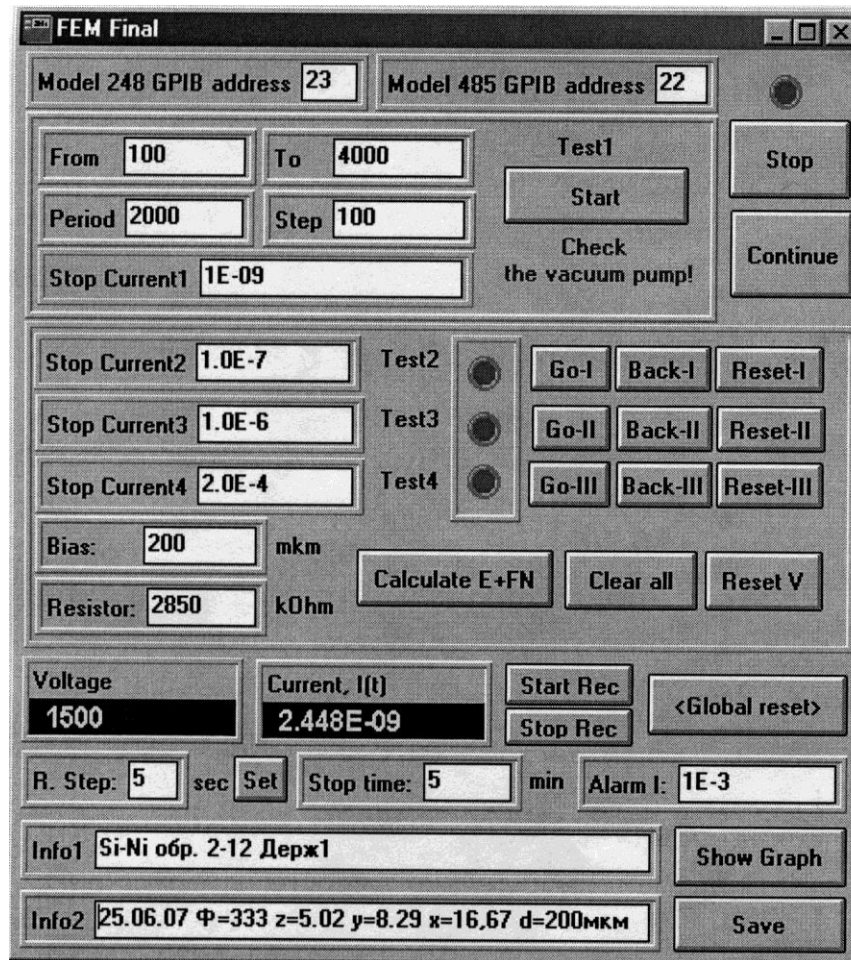 FEM Final
Model 248 GPIB address 23 Model 485 GPIB address 22
From 100 To 4000 Test1 Stop
Period 2000 Step 100 Start
Check
the vacuum pump! Continue
Stop Current1 1E-09
Stop Current2 1.0E-7 Test2 Go-I Back-I Reset-I
Stop Current3 1.0E-6 Test3 Go-II Back-II Reset-II
Stop Current4 2.0E-4 Test4 Go-III Back-III Reset-III
Bias: 200 mkm
Calculate E+FN Clear all Reset V
Resistor: 2850 kOhm
Voltage Current, I(t) Start Rec <Global reset>
1500 2.448E-09 Stop Rec
R. Step: 5 sec Set Stop time: 5 min Alarm I: 1E-3
Info1 Si-Ni обр. 2-12 Держ1 Show Graph
Info2 25.06.07 Ф=333 z=5.02 y=8.29 x=16,67 d=200мкм Save